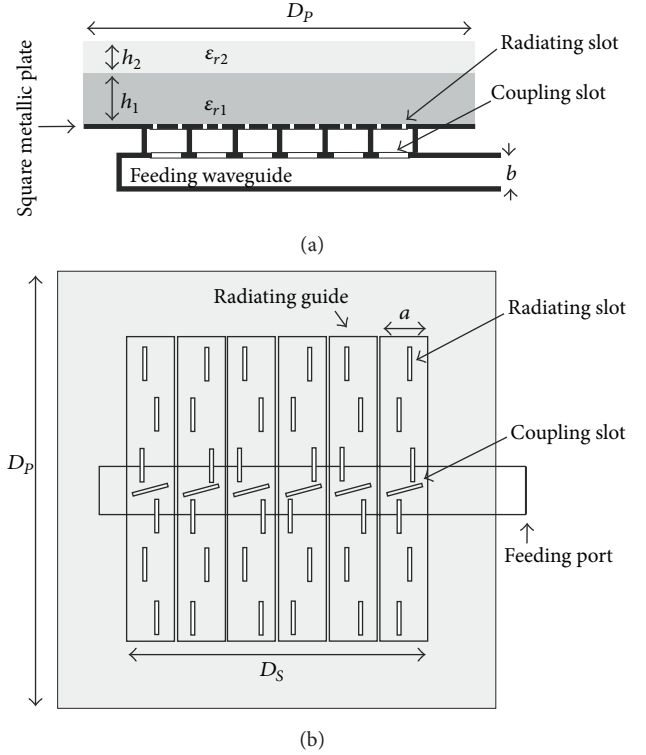 D_P
Radiating slot
h_2
ε_r2
Coupling slot
h_1
ε_r1
Square metallic plate
Feeding waveguide
b
(a)
Radiating guide
a
Radiating slot
Coupling slot
D_P
Feeding port
D_S
(b)